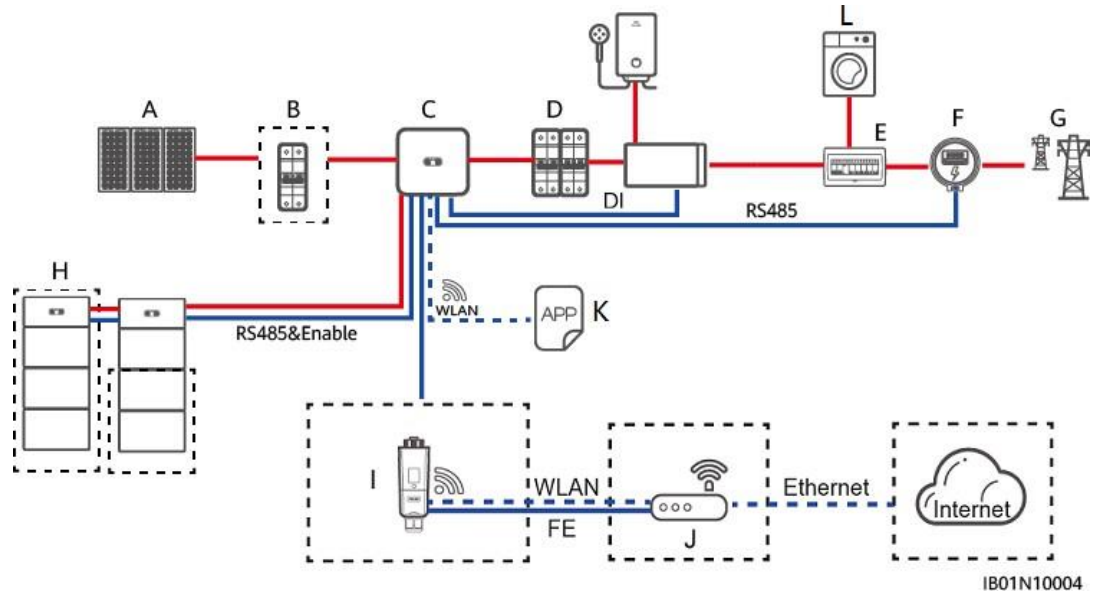 L
A
B
C
D
E
F
G
DI
RS485
H
WLAN
APP
K
RS485&Enable
I
WLAN
FE
J
Ethernet
Internet
IB01N10004